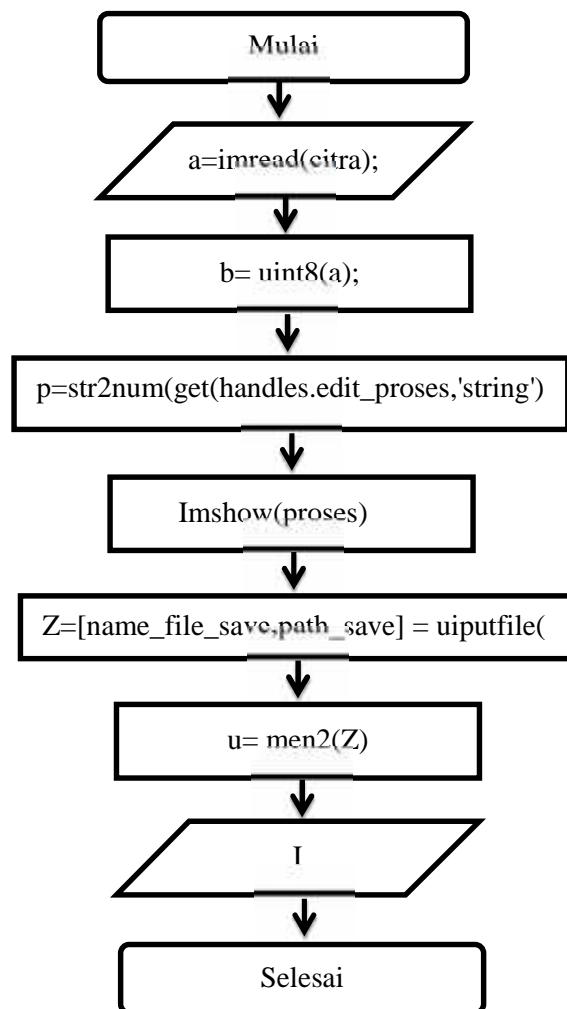 Mulai
a=imread(citra);
b= uint8(a);
p=str2num(get(handles.edit_proses,'string')
Imshow(proses)
Z=[name_file_save,path_save] = uiputfile(
u= men2(Z)
I
Selesai